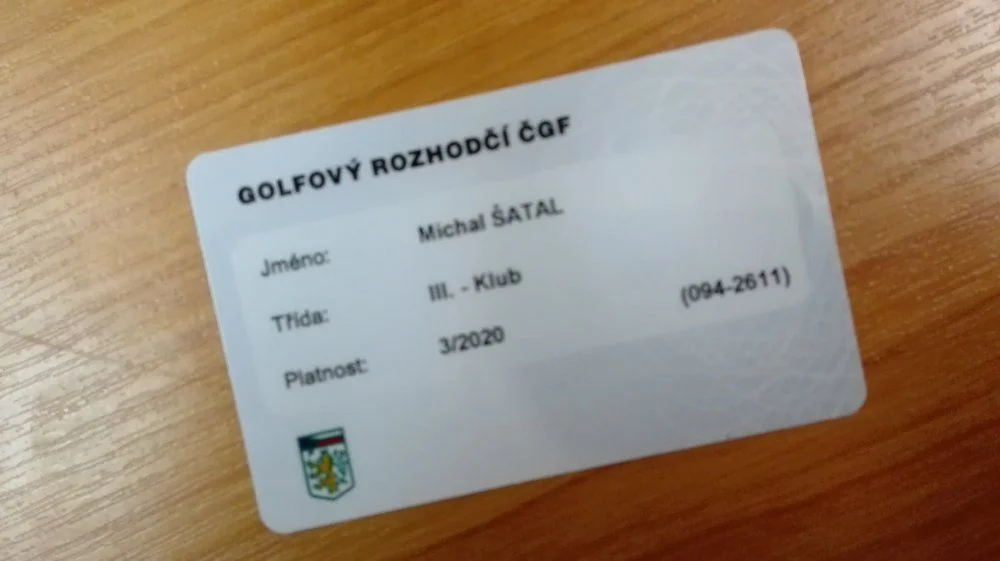 GOLFOVÝ ROZHODČÍ ČGF
Jméno: Michal ŠATAL
Třída: III. - Klub
Platnost: 3/2020 (094-2611)